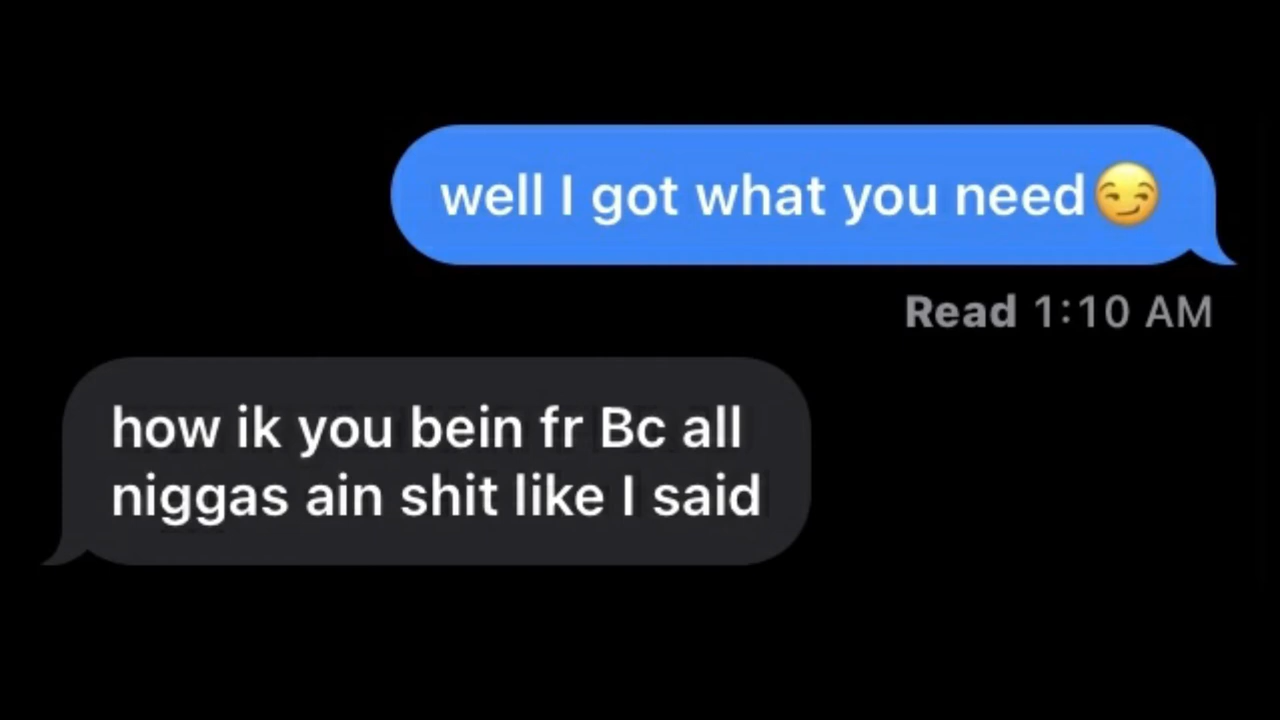 well I got what you need😏
Read 1:10 AM
how ik you bein fr Bc all
niggas ain shit like I said